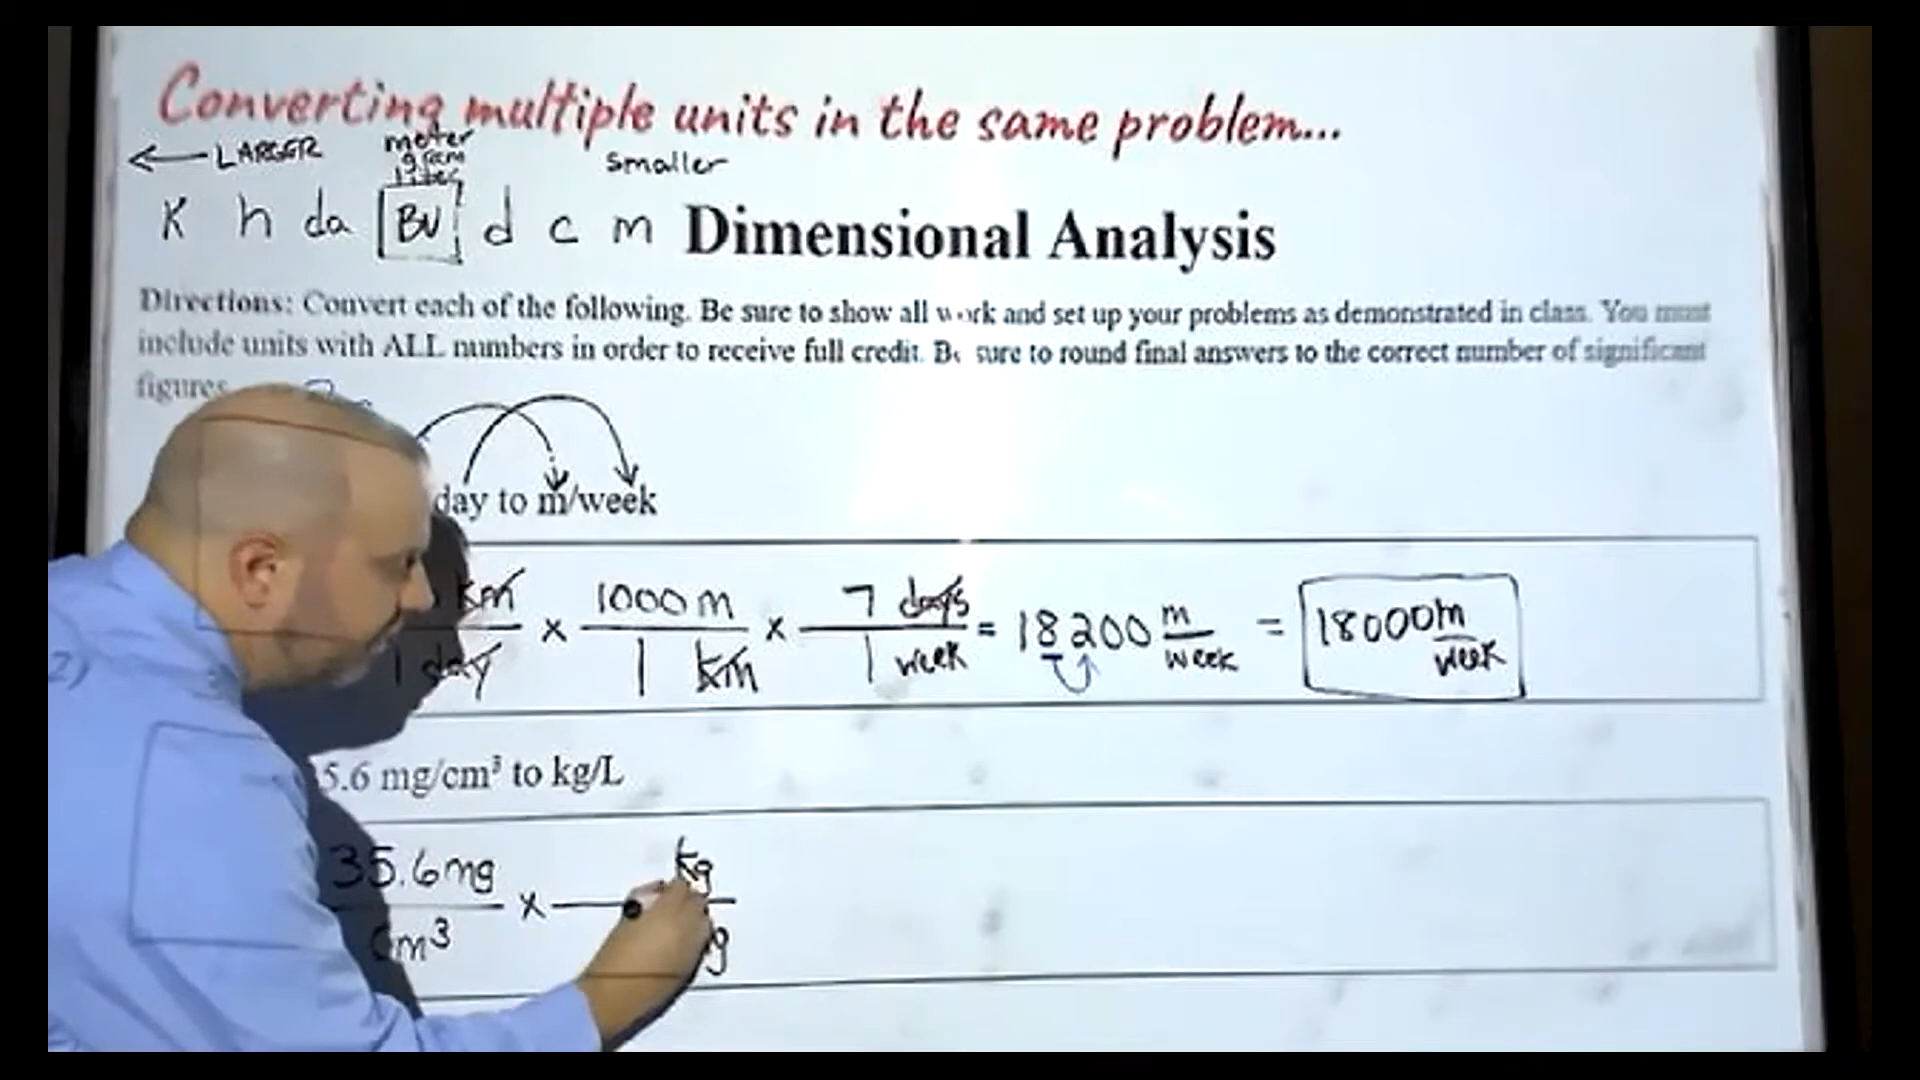 Converting multiple units in the same problem...
← LARGER meter smaller
gram
liter
K h da BU d c m Dimensional Analysis
Directions: Convert each of the following. Be sure to show all work and set up your problems as demonstrated in class. You must
include units with ALL numbers in order to receive full credit. Be sure to round final answers to the correct number of significant
figures
day to m/week
km × 1000 m × 7 days = 18200 m = 18000 m
1 day 1 km 1 week week week
2)
5.6 mg/cm³ to kg/L
35.6 mg × kg
cm³ g